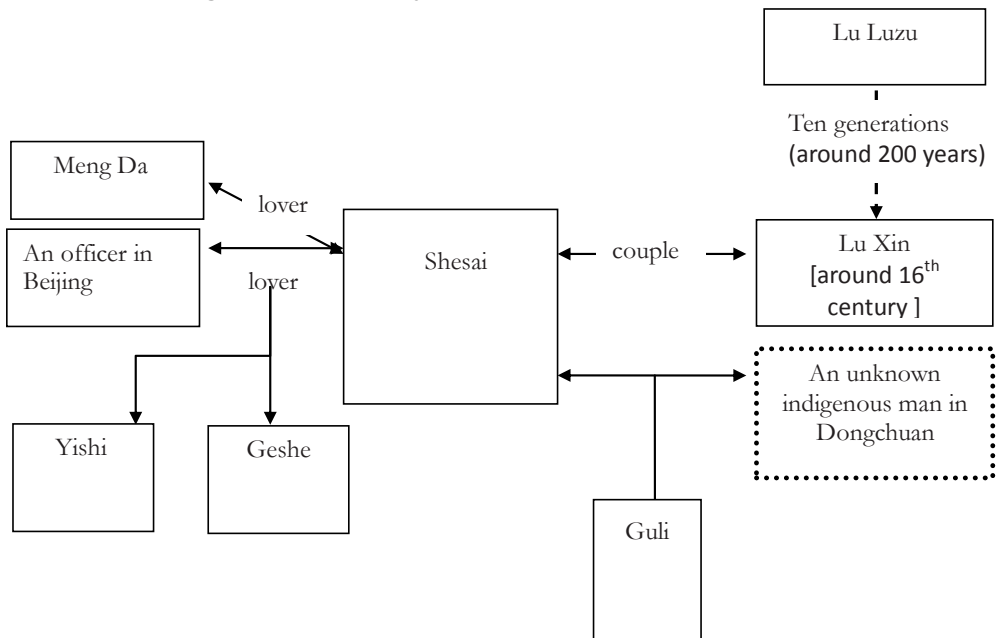 Lu Luzu
Ten generations
(around 200 years)
Meng Da
lover
An officer in
Beijing
lover
Shesai
couple
Lu Xin
[around 16th
century ]
An unknown
indigenous man in
Dongchuan
Yishi
Geshe
Guli